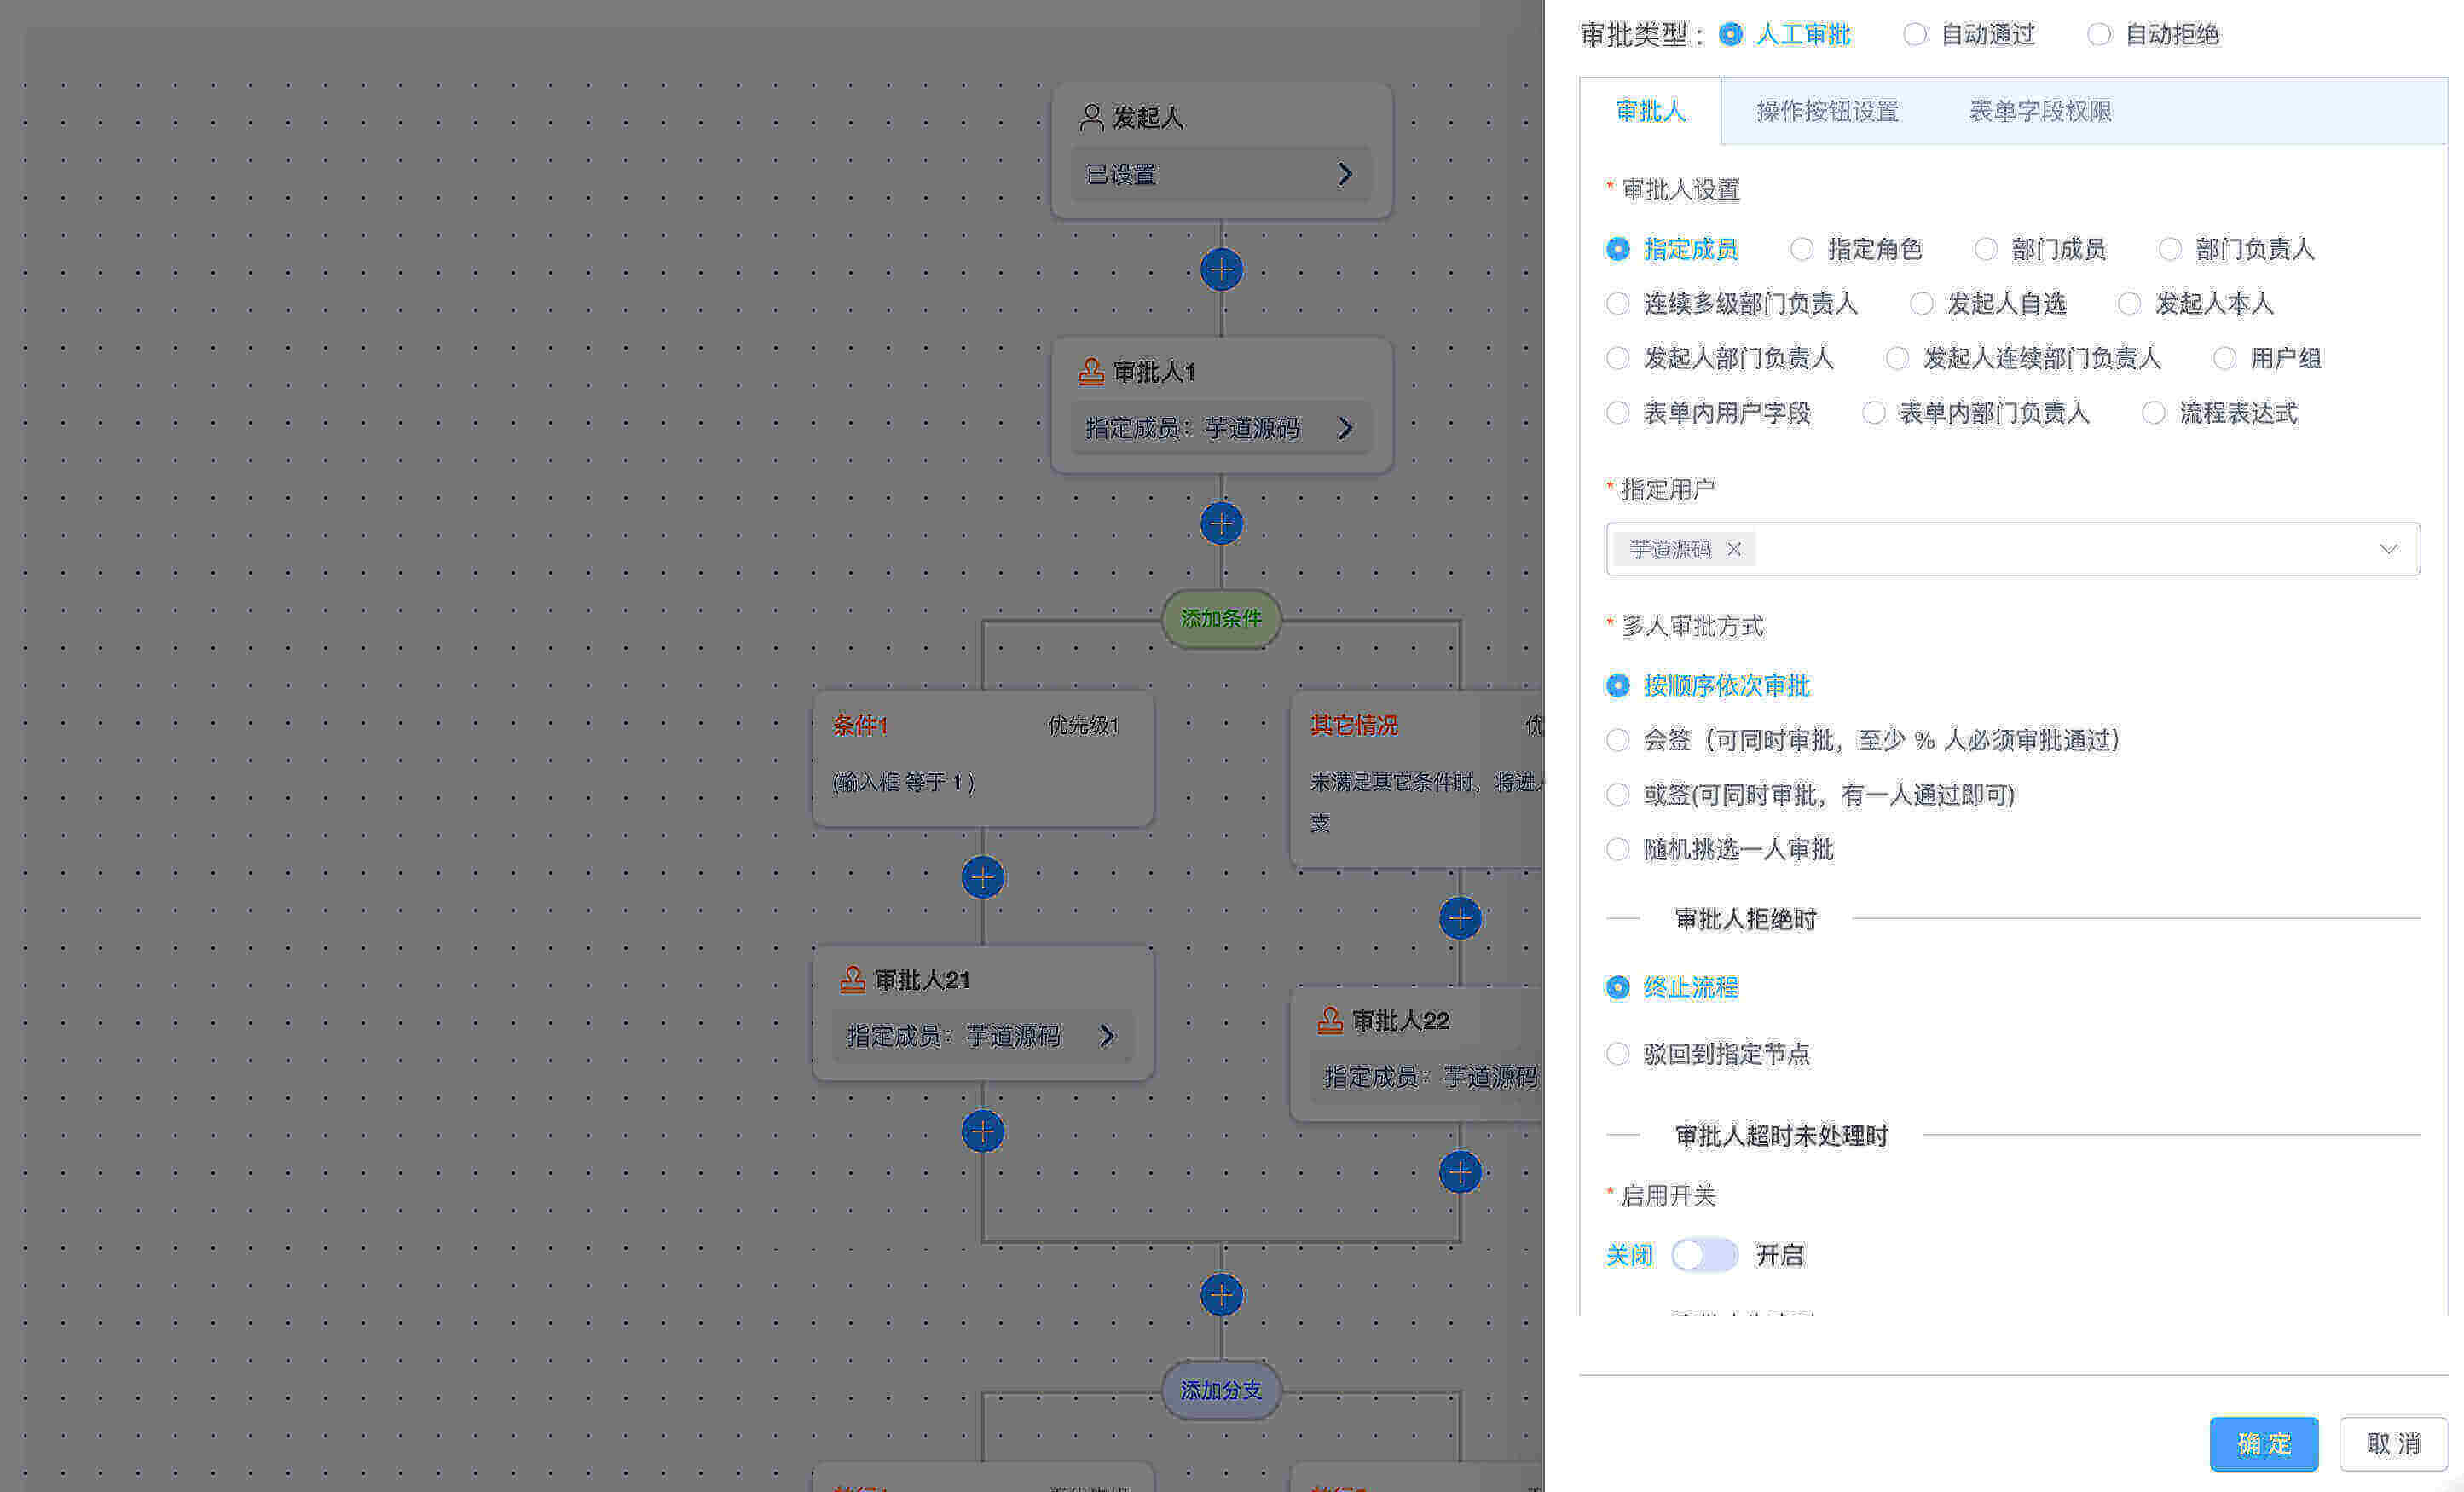 发起人
已设置
审批人1
指定成员：芋道源码
添加条件
条件1 优先级1
(输入框 等于 1 )
其它情况 优
未满足其它条件时，将进入
支
审批人21
指定成员：芋道源码
审批人22
指定成员：芋道源码
添加分支
审批类型： 人工审批 自动通过 自动拒绝
审批人 操作按钮设置 表单字段权限
* 审批人设置
指定成员 指定角色 部门成员 部门负责人
连续多级部门负责人 发起人自选 发起人本人
发起人部门负责人 发起人连续部门负责人 用户组
表单内用户字段 表单内部门负责人 流程表达式
* 指定用户
芋道源码
* 多人审批方式
按顺序依次审批
会签（可同时审批，至少 % 人必须审批通过）
或签(可同时审批，有一人通过即可)
随机挑选一人审批
审批人拒绝时
终止流程
驳回到指定节点
审批人超时未处理时
* 启用开关
关闭 开启
确 定 取 消